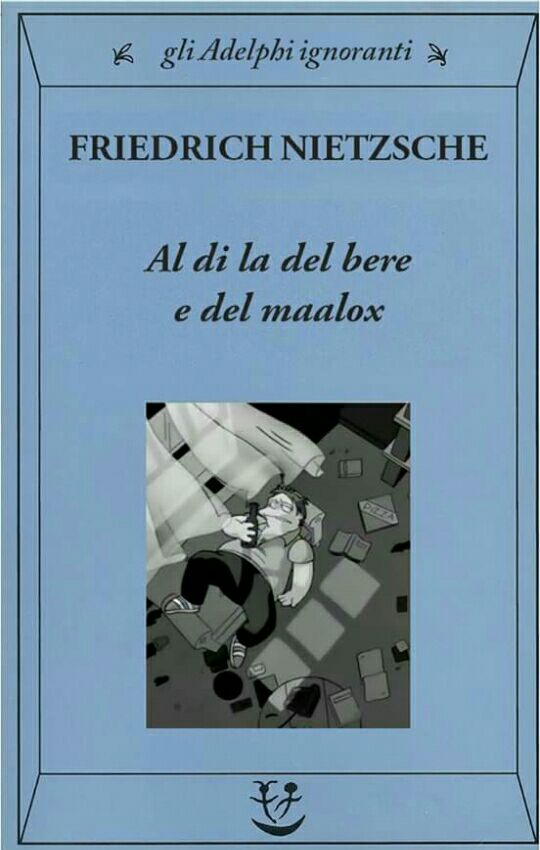 gli Adelphi ignoranti
FRIEDRICH NIETZSCHE
Al di la del bere
e del maalox
PIZZA